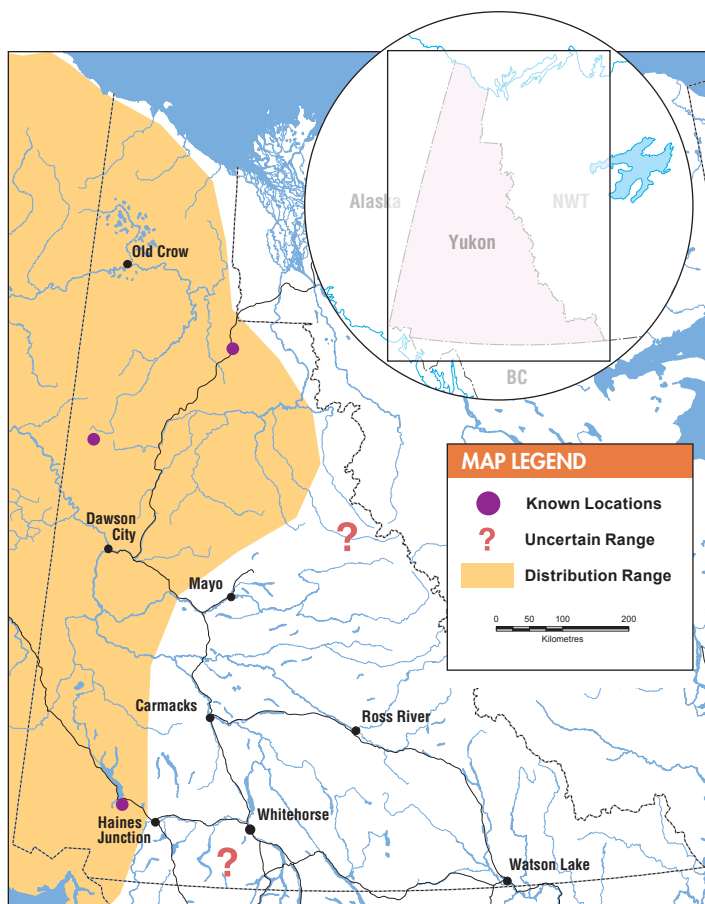 Alaska
NWT
Yukon
BC
Old Crow
Dawson
City
Mayo
Carmacks
Ross River
Haines
Junction
Whitehorse
Watson Lake
?
?
MAP LEGEND
Known Locations
? Uncertain Range
Distribution Range
0 50 100 200
Kilometres